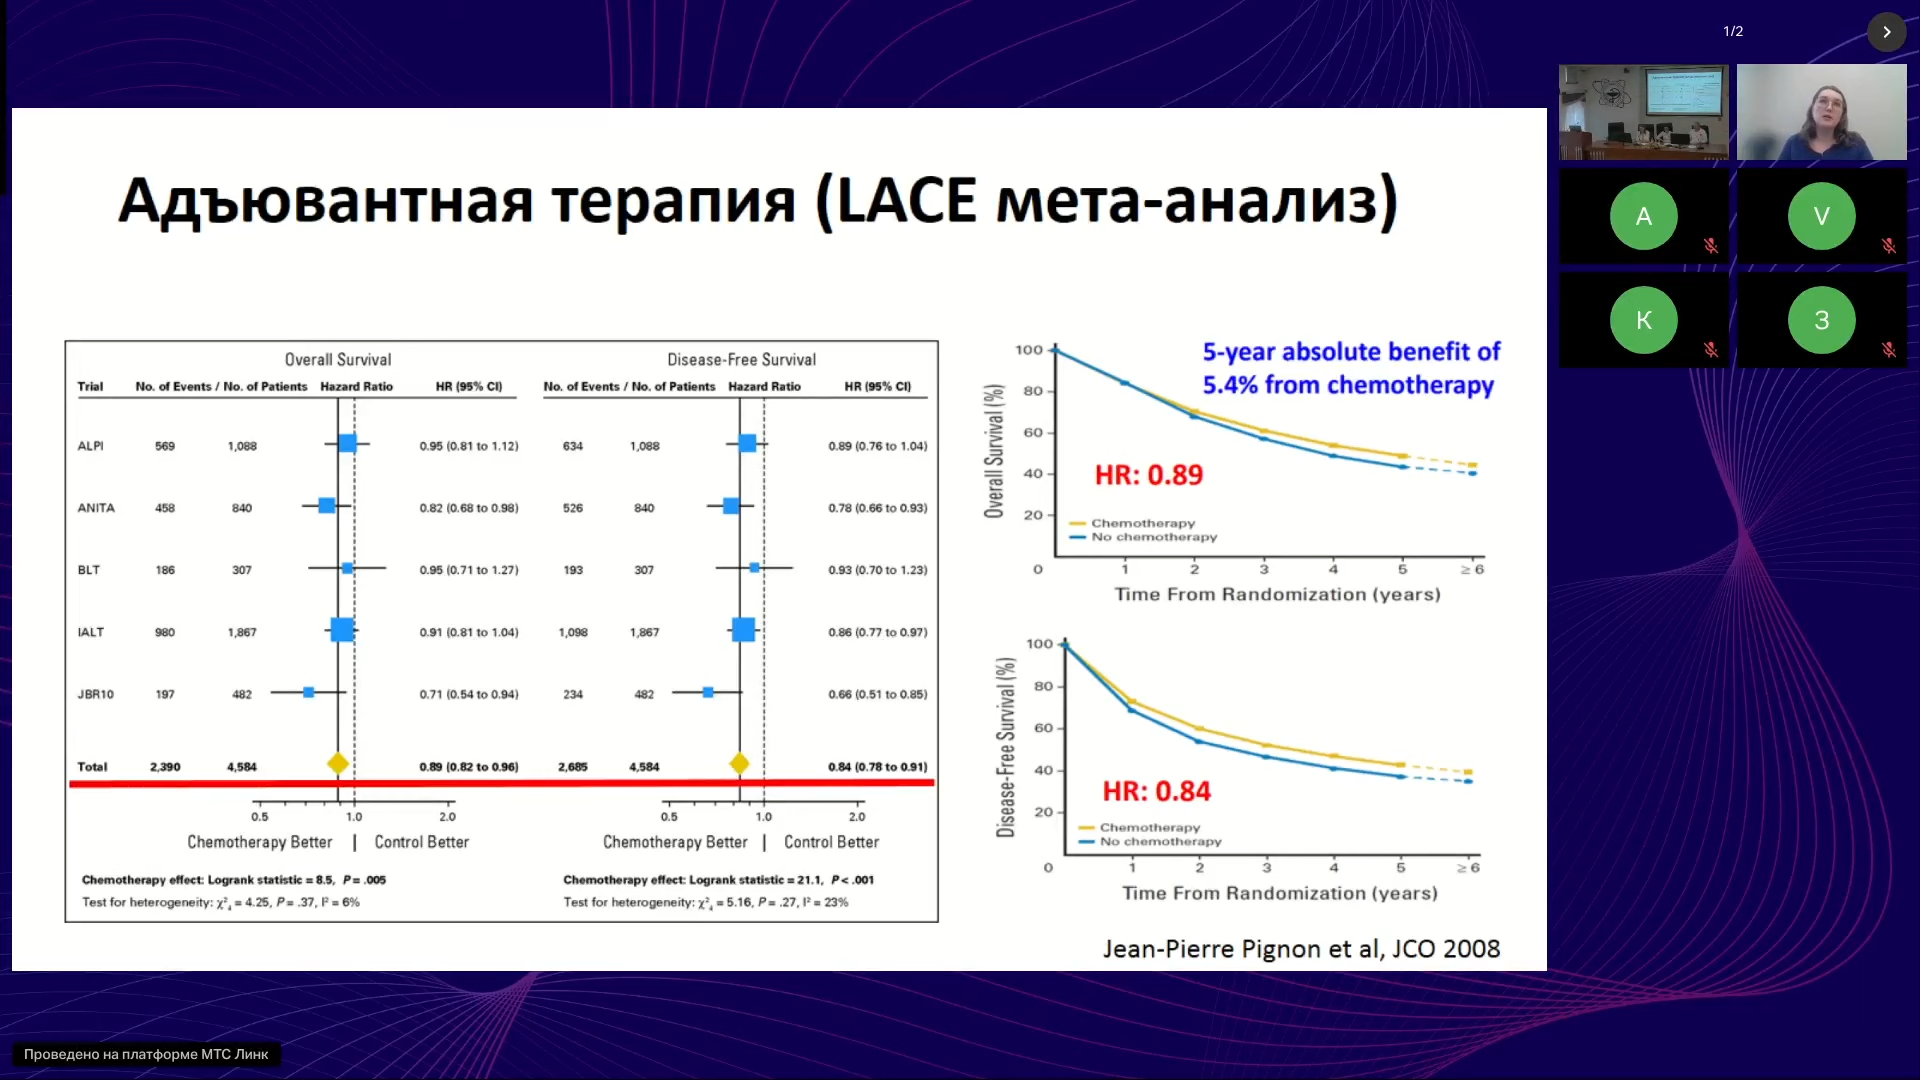 1/2
A
V
K
З
Адъювантная терапия (LACE мета-анализ)
Overall Survival
Disease-Free Survival
Trial No. of Events / No. of Patients Hazard Ratio HR (95% CI) No. of Events / No. of Patients Hazard Ratio HR (95% CI)
ALPI 569 1,088 0.95 (0.81 to 1.12) 634 1,088 0.89 (0.76 to 1.04)
ANITA 458 840 0.82 (0.68 to 0.98) 526 840 0.78 (0.66 to 0.93)
BLT 186 307 0.95 (0.71 to 1.27) 193 307 0.93 (0.70 to 1.23)
IALT 980 1,867 0.91 (0.81 to 1.04) 1,098 1,867 0.86 (0.77 to 0.97)
JBR10 197 482 0.71 (0.54 to 0.94) 234 482 0.66 (0.51 to 0.85)
Total 2,390 4,584 0.89 (0.82 to 0.96) 2,685 4,584 0.84 (0.78 to 0.91)
0.5 1.0 2.0 0.5 1.0 2.0
Chemotherapy Better | Control Better Chemotherapy Better | Control Better
Chemotherapy effect: Logrank statistic = 8.5, P = .005
Test for heterogeneity: χ²₄ = 4.25, P = .37, I² = 6%
Chemotherapy effect: Logrank statistic = 21.1, P < .001
Test for heterogeneity: χ²₄ = 5.16, P = .27, I² = 23%
5-year absolute benefit of
5.4% from chemotherapy
Overall Survival (%)
100
80
60
40
20
HR: 0.89
Chemotherapy
No chemotherapy
0 1 2 3 4 5 ≥ 6
Time From Randomization (years)
Disease-Free Survival (%)
100
80
60
40
20
HR: 0.84
Chemotherapy
No chemotherapy
0 1 2 3 4 5 ≥ 6
Time From Randomization (years)
Jean-Pierre Pignon et al, JCO 2008
Проведено на платформе МТС Линк